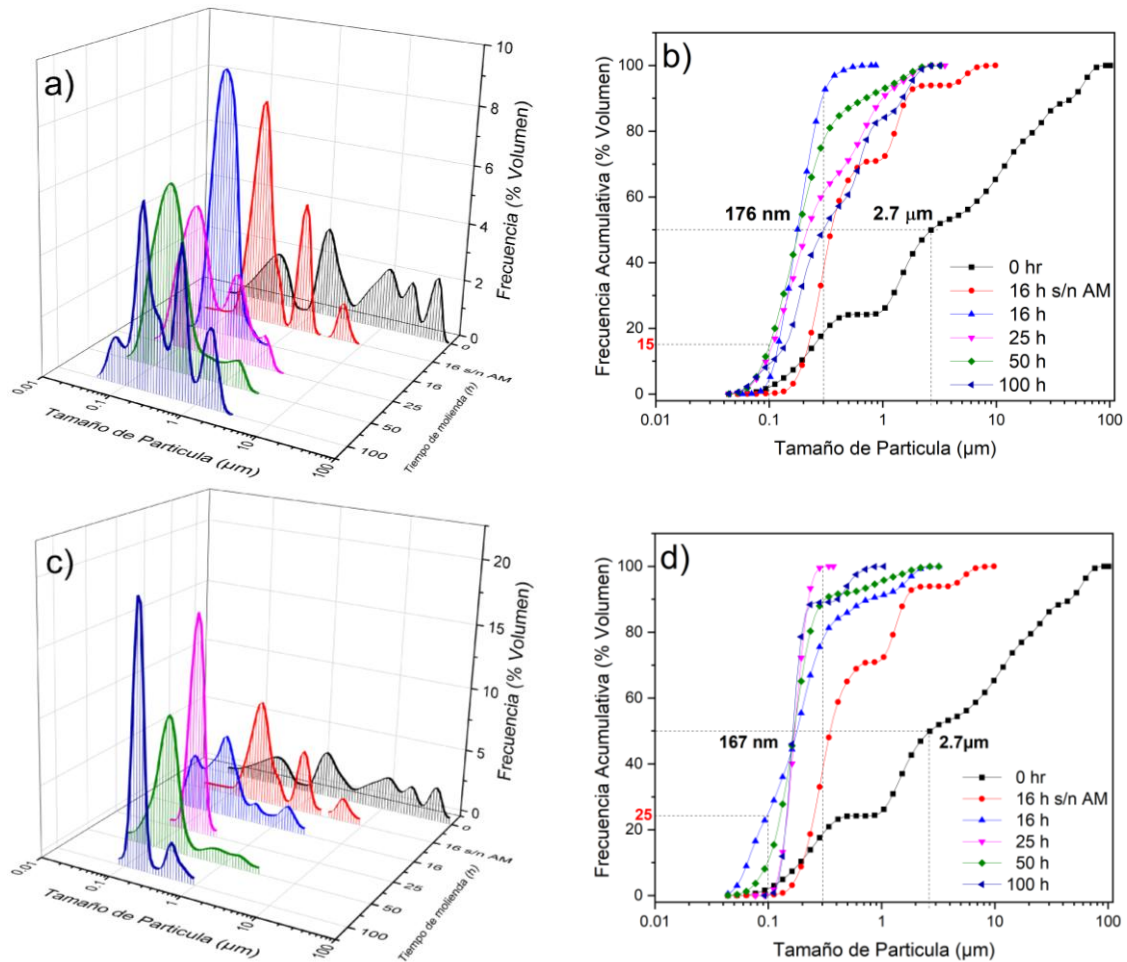 a)
Frecuencia (% Volumen)
10
8
6
4
2
0
0
16 s/n AM
16
25
50
100
Tiempo de molienda (h)
0.01
0.1
1
10
100
Tamaño de Particula (µm)
b)
Frecuencia Acumulativa (% Volumen)
100
80
60
40
20
15
0
176 nm
2.7 µm
0 hr
16 h s/n AM
16 h
25 h
50 h
100 h
0.01 0.1 1 10 100
Tamaño de Particula (µm)
c)
Frecuencia (% Volumen)
20
15
10
5
0
0
16 s/n AM
16
25
50
100
Tiempo de molienda (h)
0.01
0.1
1
10
100
Tamaño de Particula (µm)
d)
Frecuencia Acumulativa (% Volumen)
100
80
60
40
25
20
0
167 nm
2.7µm
0 hr
16 h s/n AM
16 h
25 h
50 h
100 h
0.01 0.1 1 10 100
Tamaño de Particula (µm)